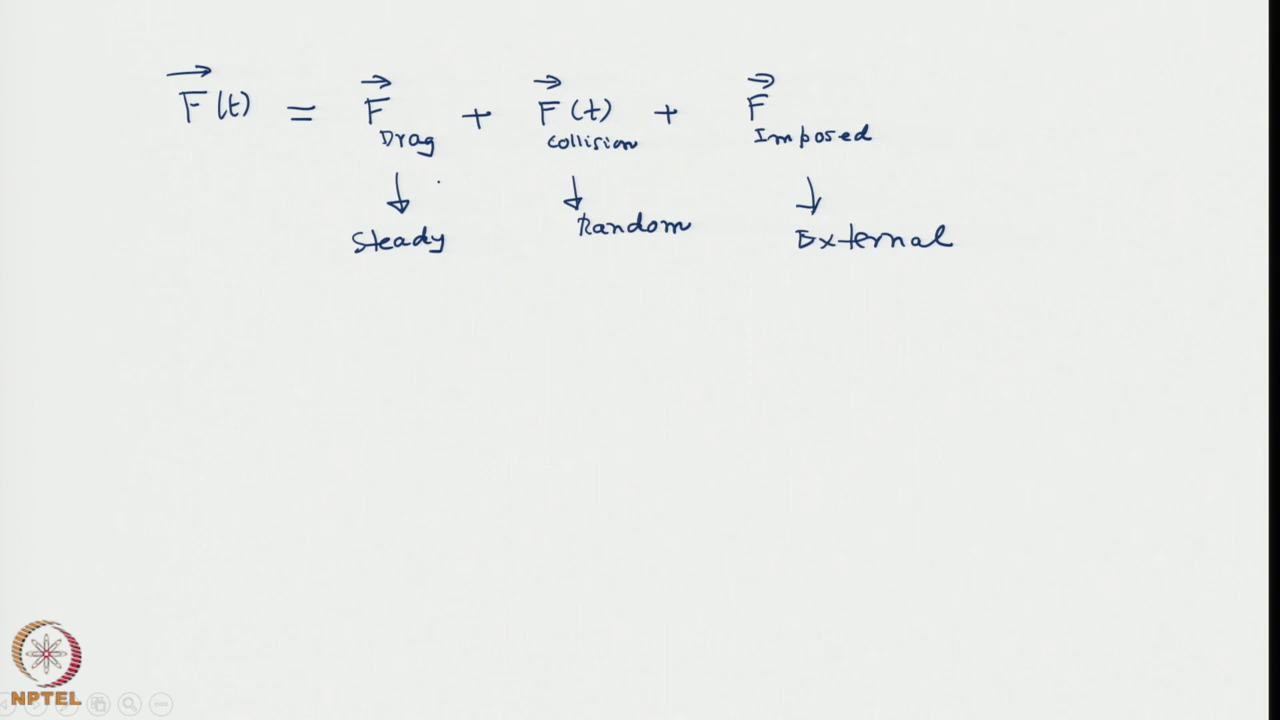 F(t) = F Drag + F(t) Collision + F Imposed
Steady Random External
NPTEL